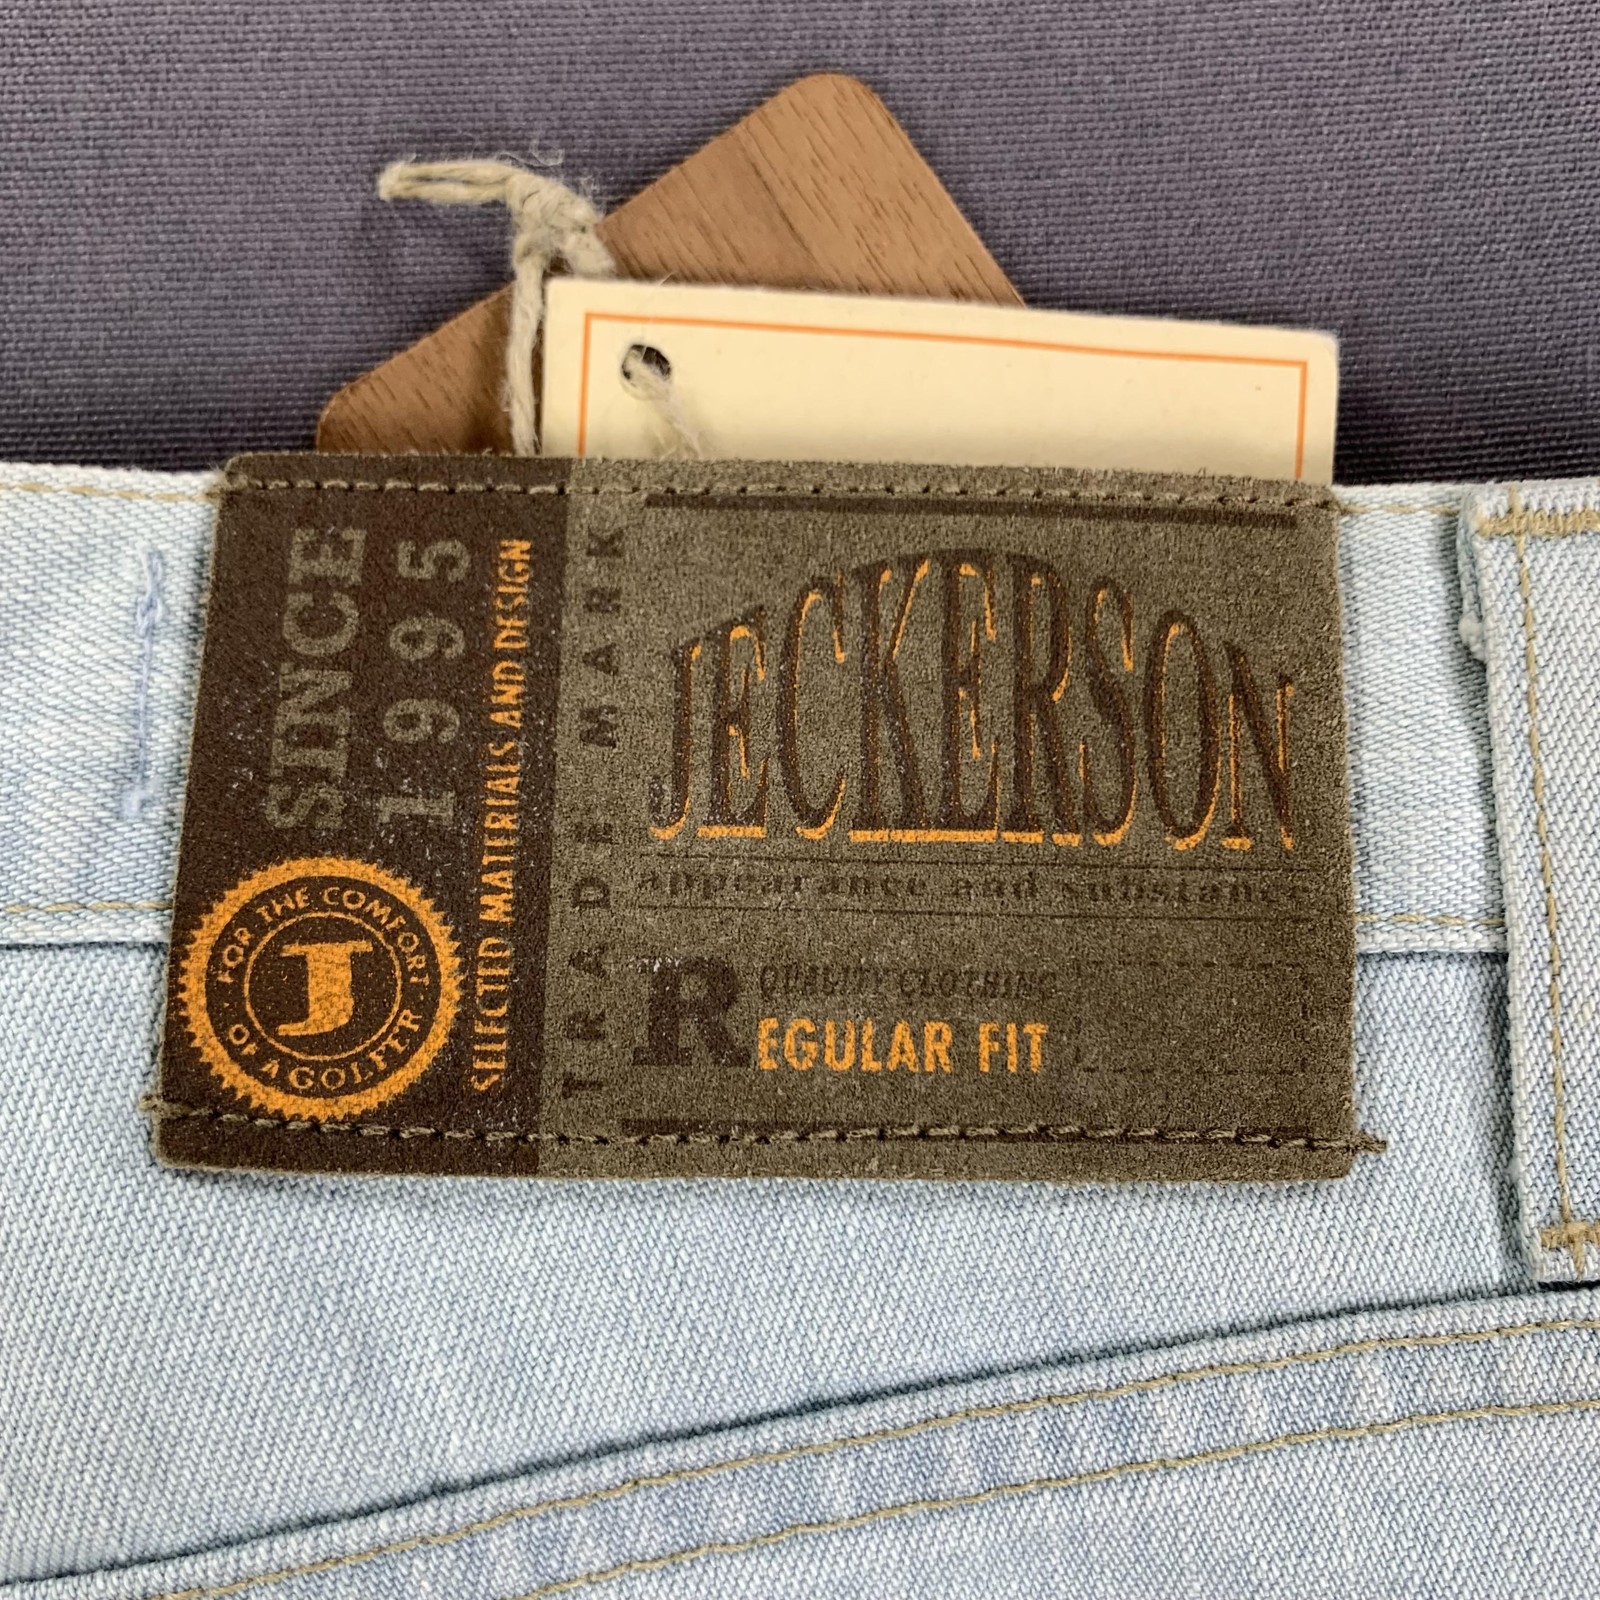 SINCE
1995
SELECTED MATERIALS AND DESIGN
FOR THE COMFORT
OF A GOLFER
J
TRADE MARK
JECKERSON
appearance and substance
QUALITY CLOTHING
REGULAR FIT